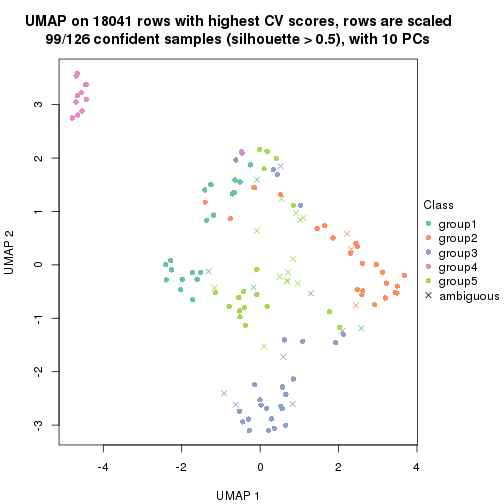 UMAP on 18041 rows with highest CV scores, rows are scaled
99/126 confident samples (silhouette > 0.5), with 10 PCs
3
2
1
0
-1
-2
-3
UMAP 2
-4
-2
0
2
4
UMAP 1
Class
group1
group2
group3
group4
group5
ambiguous